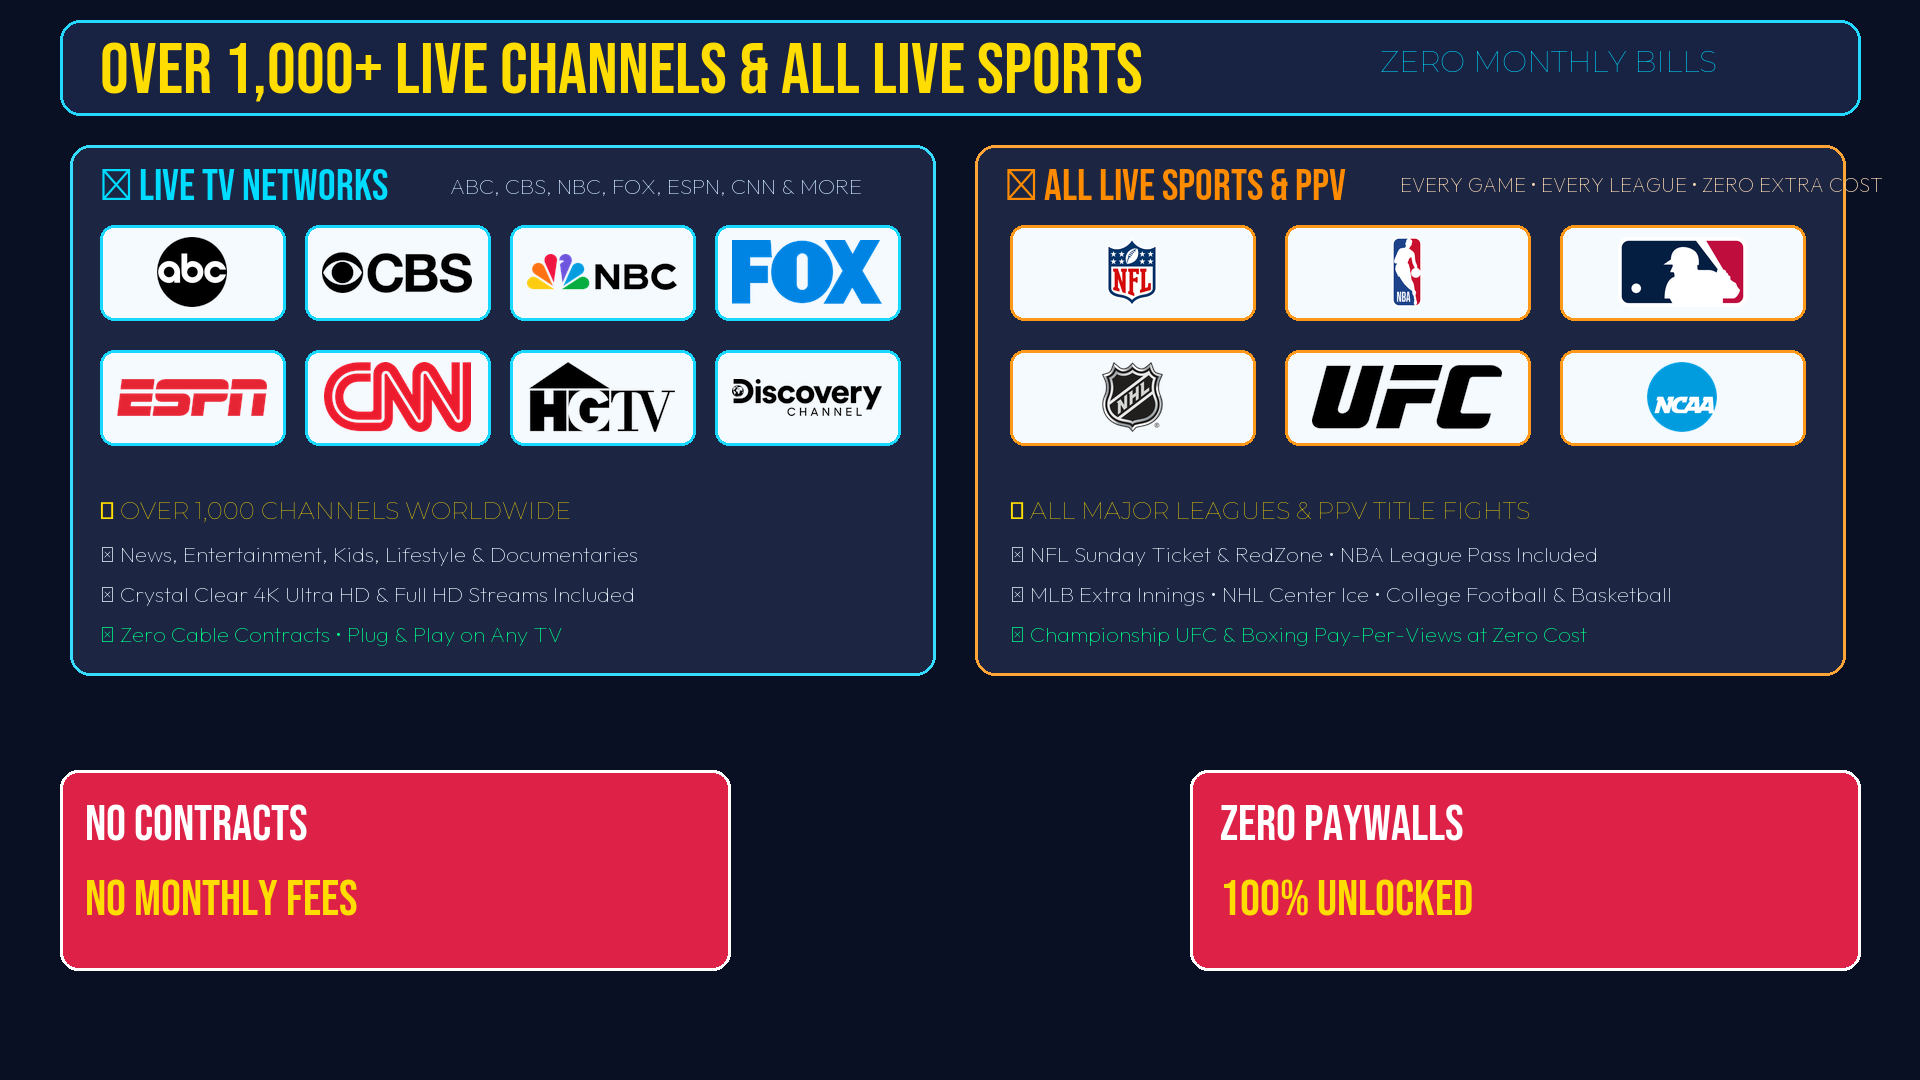 OVER 1,000+ LIVE CHANNELS & ALL LIVE SPORTS
ZERO MONTHLY BILLS
LIVE TV NETWORKS
ABC, CBS, NBC, FOX, ESPN, CNN & MORE
abc
CBS
NBC
FOX
ESPN
CNN
HGTV
Discovery
CHANNEL
OVER 1,000 CHANNELS WORLDWIDE
News, Entertainment, Kids, Lifestyle & Documentaries
Crystal Clear 4K Ultra HD & Full HD Streams Included
Zero Cable Contracts • Plug & Play on Any TV
ALL LIVE SPORTS & PPV
EVERY GAME • EVERY LEAGUE • ZERO EXTRA COST
NFL
NBA
NHL
UFC
NCAA
ALL MAJOR LEAGUES & PPV TITLE FIGHTS
NFL Sunday Ticket & RedZone • NBA League Pass Included
MLB Extra Innings • NHL Center Ice • College Football & Basketball
Championship UFC & Boxing Pay-Per-Views at Zero Cost
NO CONTRACTS
NO MONTHLY FEES
ZERO PAYWALLS
100% UNLOCKED